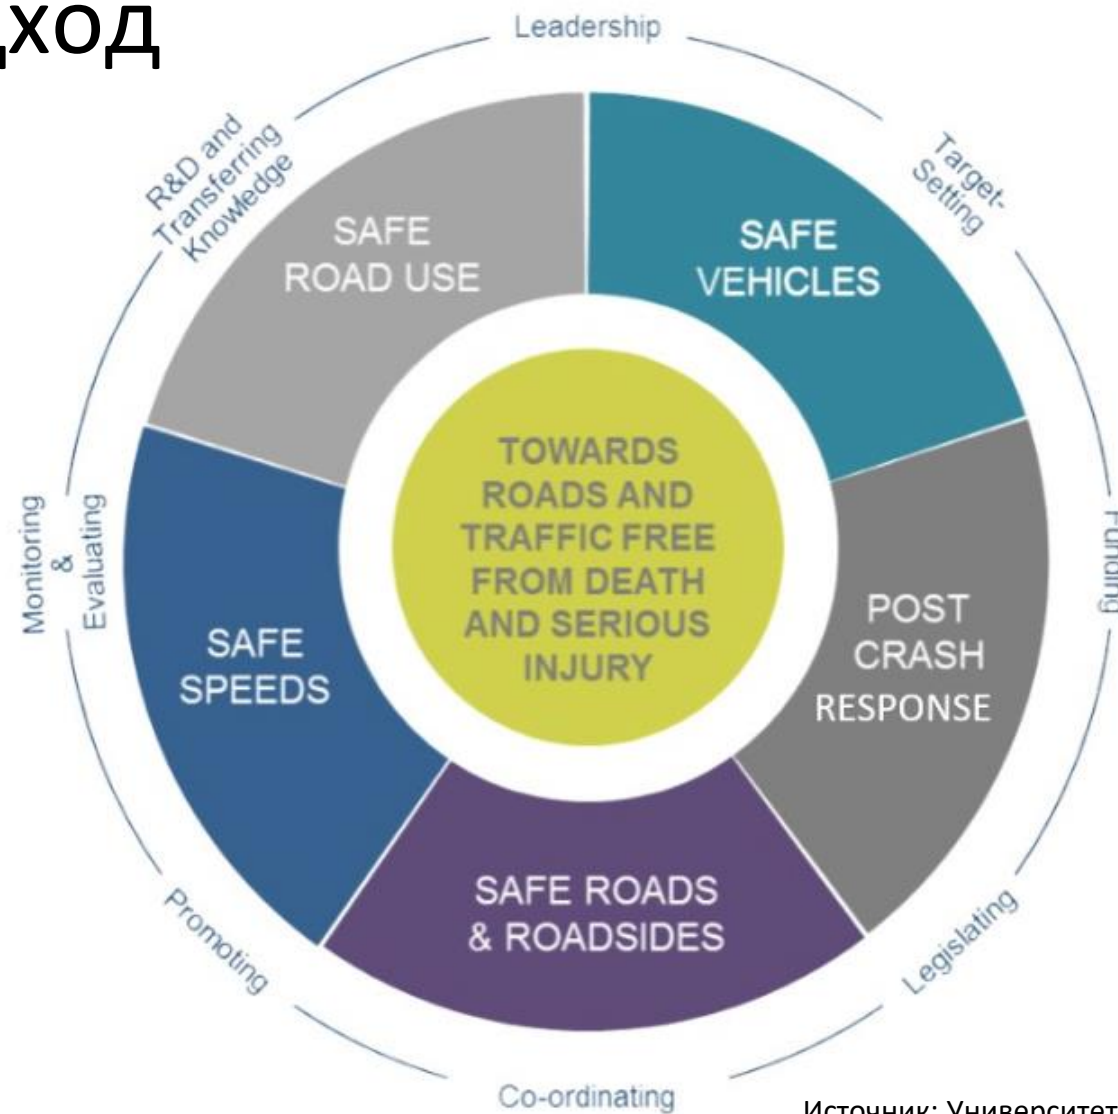 Leadership
R&D and
Transferring
Knowledge
Target-
Setting
SAFE
ROAD USE
SAFE
VEHICLES
TOWARDS
ROADS AND
TRAFFIC FREE
FROM DEATH
AND SERIOUS
INJURY
Monitoring
&
Evaluating
Funding
SAFE
SPEEDS
POST
CRASH
RESPONSE
SAFE ROADS
& ROADSIDES
Promoting
Legislating
Co-ordinating
Источник: Университет